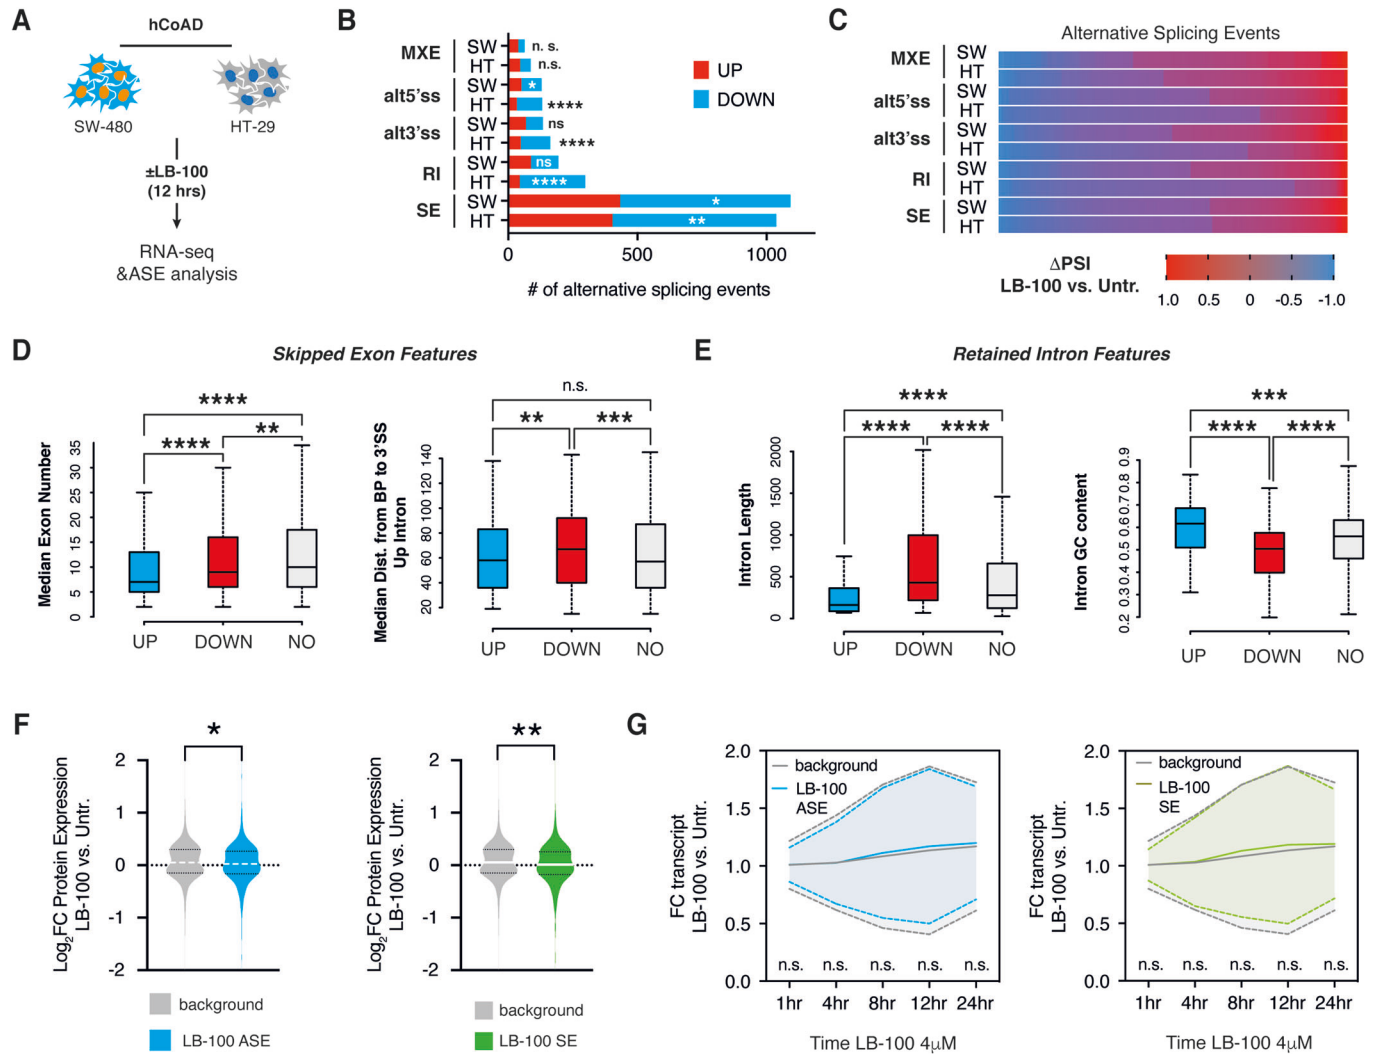 A
hCoAD
SW-480
HT-29
±LB-100
(12 hrs)
RNA-seq
&ASE analysis
B
MXE
SW
n. s.
HT
n.s.
alt5’ss
SW
*
HT
****
alt3’ss
SW
ns
HT
****
RI
SW
ns
HT
****
SE
SW
*
HT
**
UP
DOWN
0
500
1000
# of alternative splicing events
C
Alternative Splicing Events
MXE
SW
HT
alt5’ss
SW
HT
alt3’ss
SW
HT
RI
SW
HT
SE
SW
HT
ΔPSI
LB-100 vs. Untr.
1.0 0.5 0 -0.5 -1.0
D
Skipped Exon Features
Median Exon Number
0 5 10 15 20 25 30 35
****
****
**
UP DOWN NO
Median Dist. from BP to 3’SS
Up Intron
20 40 60 80 100 120 140
n.s.
**
***
UP DOWN NO
E
Retained Intron Features
Intron Length
0 500 1000 1500 2000
****
****
****
UP DOWN NO
Intron GC content
0.2 0.3 0.4 0.5 0.6 0.7 0.8 0.9
***
****
****
UP DOWN NO
F
Log2FC Protein Expression
LB-100 vs. Untr.
2
1
0
-1
-2
*
background
LB-100 ASE
Log2FC Protein Expression
LB-100 vs. Untr.
2
1
0
-1
-2
**
background
LB-100 SE
G
FC transcript
LB-100 vs. Untr.
2.0
1.5
1.0
0.5
0.0
background
LB-100
ASE
n.s. n.s. n.s. n.s. n.s.
1hr 4hr 8hr 12hr 24hr
Time LB-100 4μM
FC transcript
LB-100 vs. Untr.
2.0
1.5
1.0
0.5
0.0
background
LB-100
SE
n.s. n.s. n.s. n.s. n.s.
1hr 4hr 8hr 12hr 24hr
Time LB-100 4μM